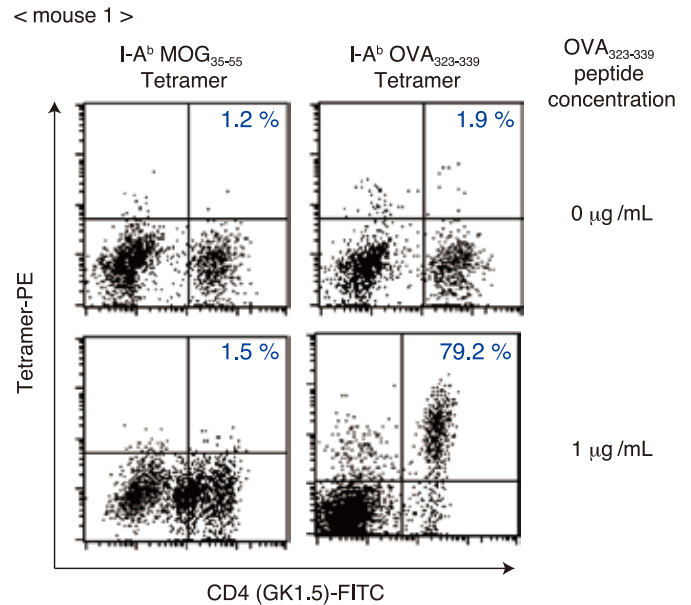 < mouse 1 >
I-Aᵇ MOG₃₅₋₅₅
Tetramer
I-Aᵇ OVA₃₂₃₋₃₃₉
Tetramer
OVA₃₂₃₋₃₃₉
peptide
concentration
1.2 %
1.9 %
0 µg /mL
Tetramer-PE
1.5 %
79.2 %
1 µg /mL
CD4 (GK1.5)-FITC